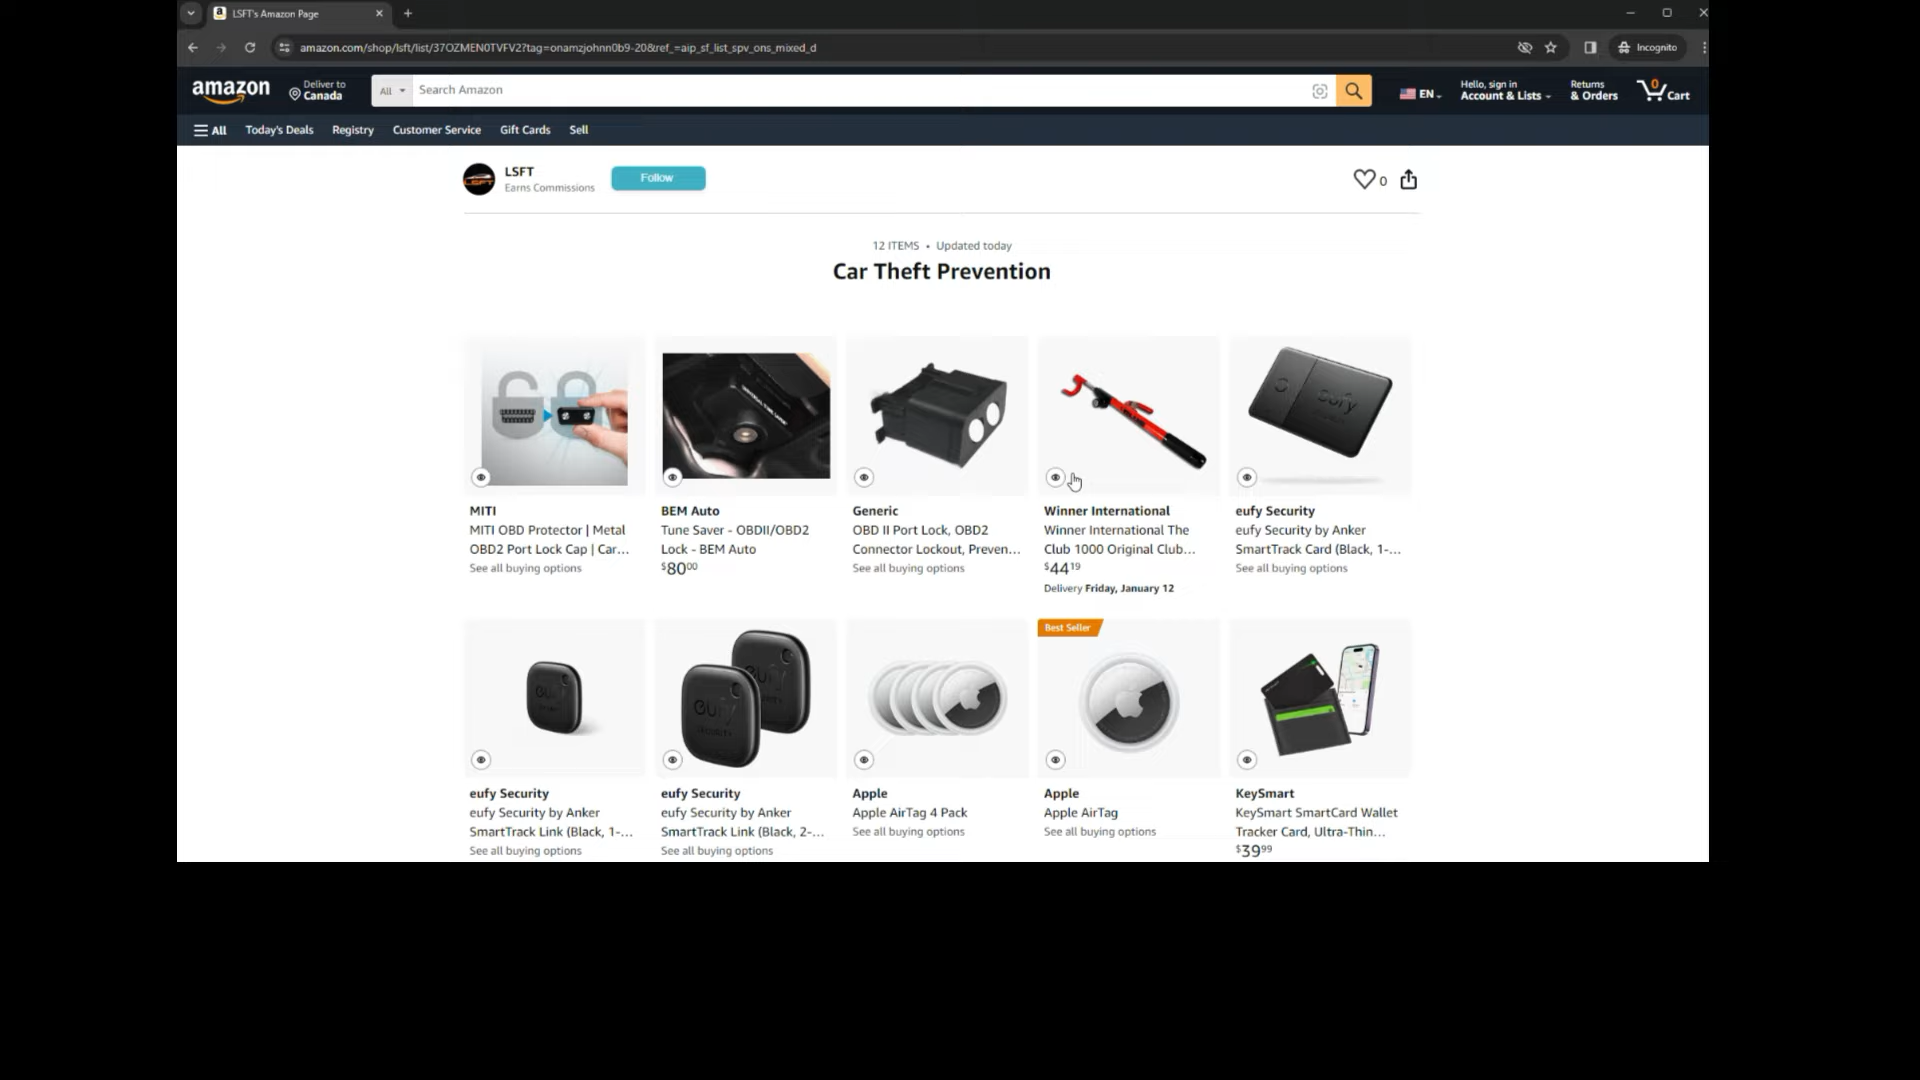 LSFT's Amazon Page
amazon.com/shop/lsft/list/37OZMEN0TVFV2?tag=onamzjohnn0b9-20&ref_=aip_sf_list_spv_ons_mixed_d
Incognito
amazon
Deliver to
Canada
All
Search Amazon
EN
Hello, sign in
Account & Lists
Returns
& Orders
0
Cart
All
Today's Deals
Registry
Customer Service
Gift Cards
Sell
LSFT
Earns Commissions
Follow
0
12 ITEMS • Updated today
Car Theft Prevention
eufy
MITI
MITI OBD Protector | Metal
OBD2 Port Lock Cap | Car...
See all buying options
BEM Auto
Tune Saver - OBDII/OBD2
Lock - BEM Auto
$80.00
Generic
OBD II Port Lock, OBD2
Connector Lockout, Preven...
See all buying options
Winner International
Winner International The
Club 1000 Original Club...
$44.19
Delivery Friday, January 12
eufy Security
eufy Security by Anker
SmartTrack Card (Black, 1-...
See all buying options
Best Seller
eufy Security
eufy Security by Anker
SmartTrack Link (Black, 1-...
See all buying options
eufy Security
eufy Security by Anker
SmartTrack Link (Black, 2-...
See all buying options
Apple
Apple AirTag 4 Pack
See all buying options
Apple
Apple AirTag
See all buying options
KeySmart
KeySmart SmartCard Wallet
Tracker Card, Ultra-Thin...
$39.99